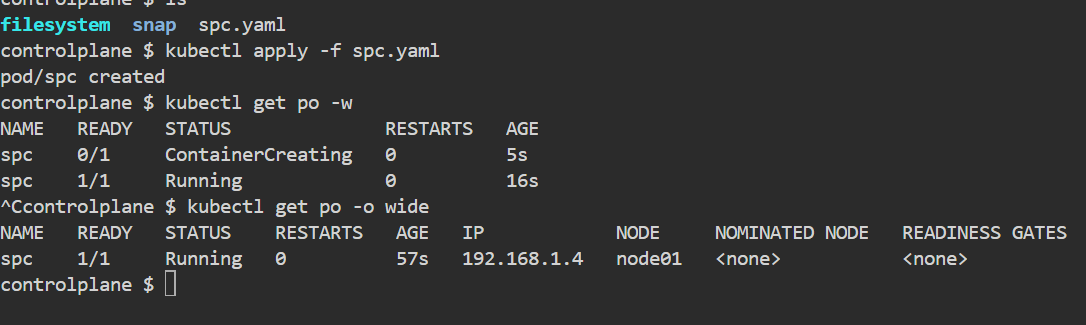 controlplane $ ls
filesystem  snap  spc.yaml
controlplane $ kubectl apply -f spc.yaml
pod/spc created
controlplane $ kubectl get po -w
NAME   READY   STATUS              RESTARTS   AGE
spc    0/1     ContainerCreating   0          5s
spc    1/1     Running             0          16s
^Ccontrolplane $ kubectl get po -o wide
NAME   READY   STATUS    RESTARTS   AGE   IP            NODE     NOMINATED NODE   READINESS GATES
spc    1/1     Running   0          57s   192.168.1.4   node01   <none>           <none>
controlplane $